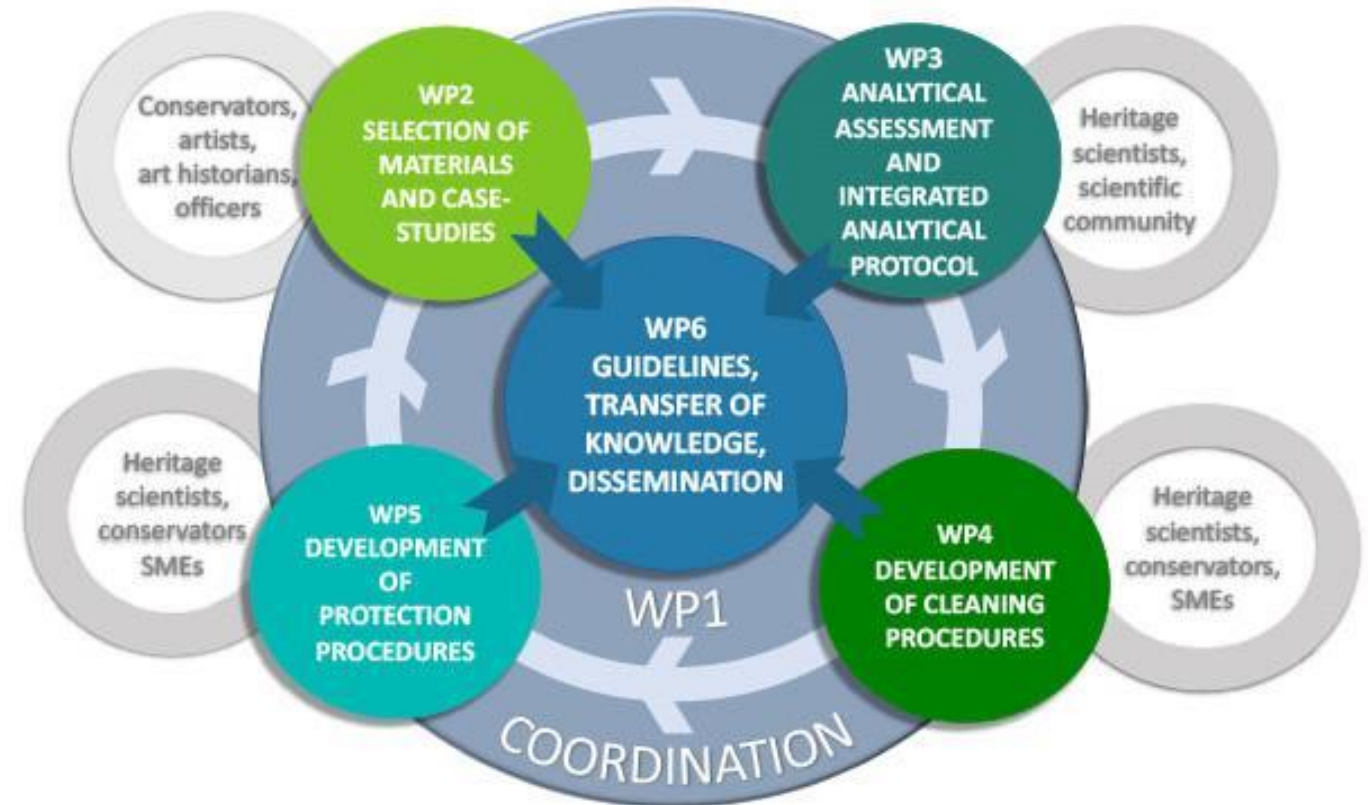 Conservators,
artists,
art historians,
officers
WP2
SELECTION OF
MATERIALS
AND CASE-
STUDIES
WP3
ANALYTICAL
ASSESSMENT
AND
INTEGRATED
ANALYTICAL
PROTOCOL
Heritage
scientists,
scientific
community
WP6
GUIDELINES,
TRANSFER OF
KNOWLEDGE,
DISSEMINATION
Heritage
scientists,
conservators
SMEs
WP5
DEVELOPMENT
OF
PROTECTION
PROCEDURES
WP4
DEVELOPMENT
OF CLEANING
PROCEDURES
Heritage
scientists,
conservators,
SMEs
WP1
COORDINATION